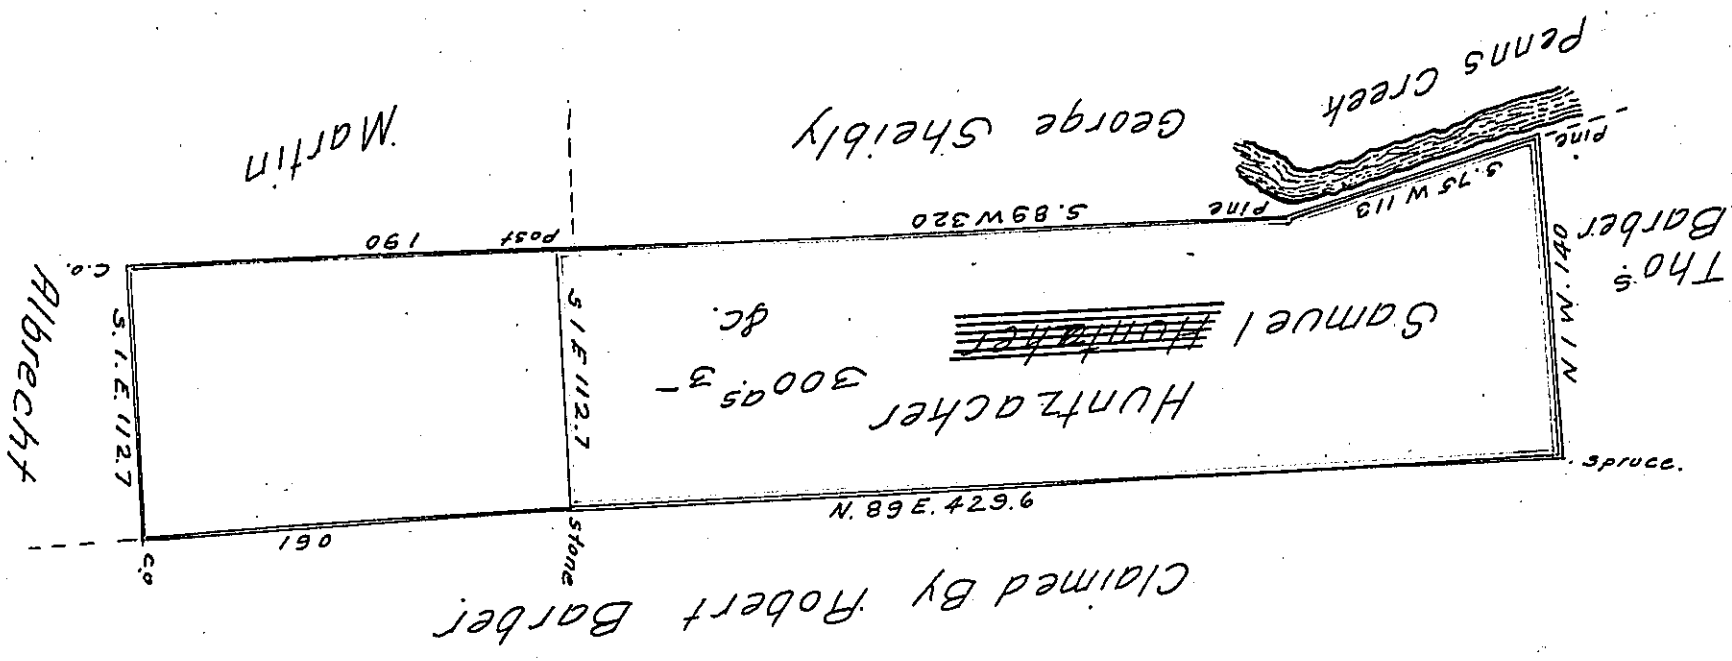 Claimed By Robert Barber
C.o
190
Stone
N. 89 E. 429.6
Spruce.
Huntzacher
300 as 3 -
&c.
Samuel
S. 1. E. 112.7
S 1 E 112.7
N 1 W. 140
Albrecht
Tho.s
Barber
C.o.
190
Post
S. 89 W 320
Pine
S. 75 W 113
Pine
Martin
George Sheibly
Penns Creek